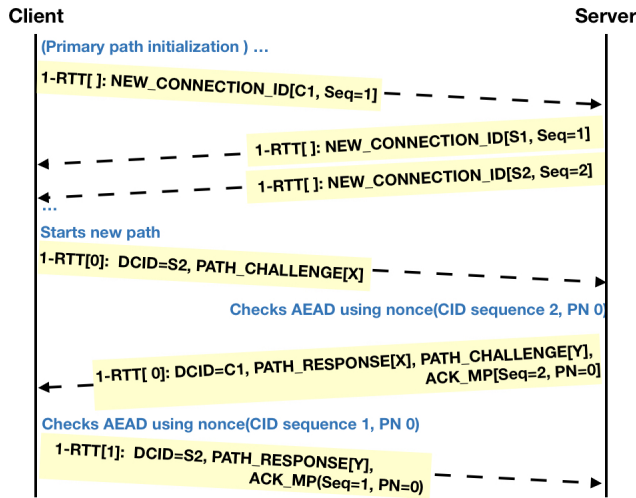 Client
Server
(Primary path initialization ) ...
1-RTT[ ]: NEW_CONNECTION_ID[C1, Seq=1]
1-RTT[ ]: NEW_CONNECTION_ID[S1, Seq=1]
1-RTT[ ]: NEW_CONNECTION_ID[S2, Seq=2]
...
Starts new path
1-RTT[0]: DCID=S2, PATH_CHALLENGE[X]
Checks AEAD using nonce(CID sequence 2, PN 0)
1-RTT[ 0]: DCID=C1, PATH_RESPONSE[X], PATH_CHALLENGE[Y],
ACK_MP[Seq=2, PN=0]
Checks AEAD using nonce(CID sequence 1, PN 0)
1-RTT[1]: DCID=S2, PATH_RESPONSE[Y],
ACK_MP(Seq=1, PN=0)